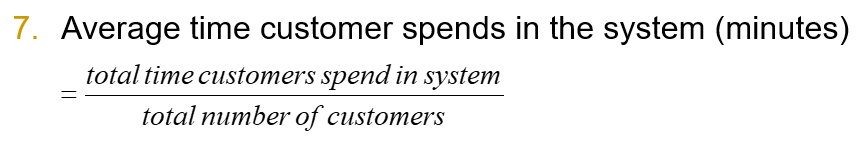 7. Average time customer spends in the system (minutes)
= total time customers spend in system
total number of customers